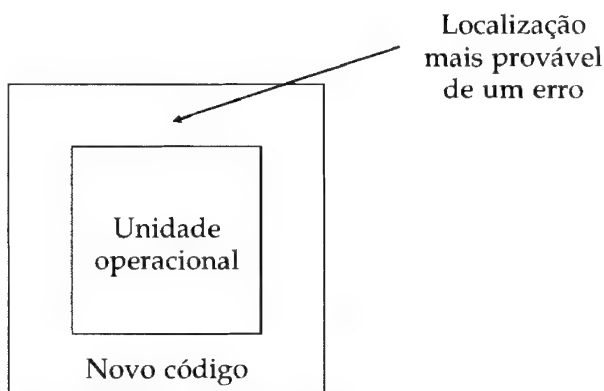 Localização
mais provável
de um erro
Unidade
operacional
Novo código